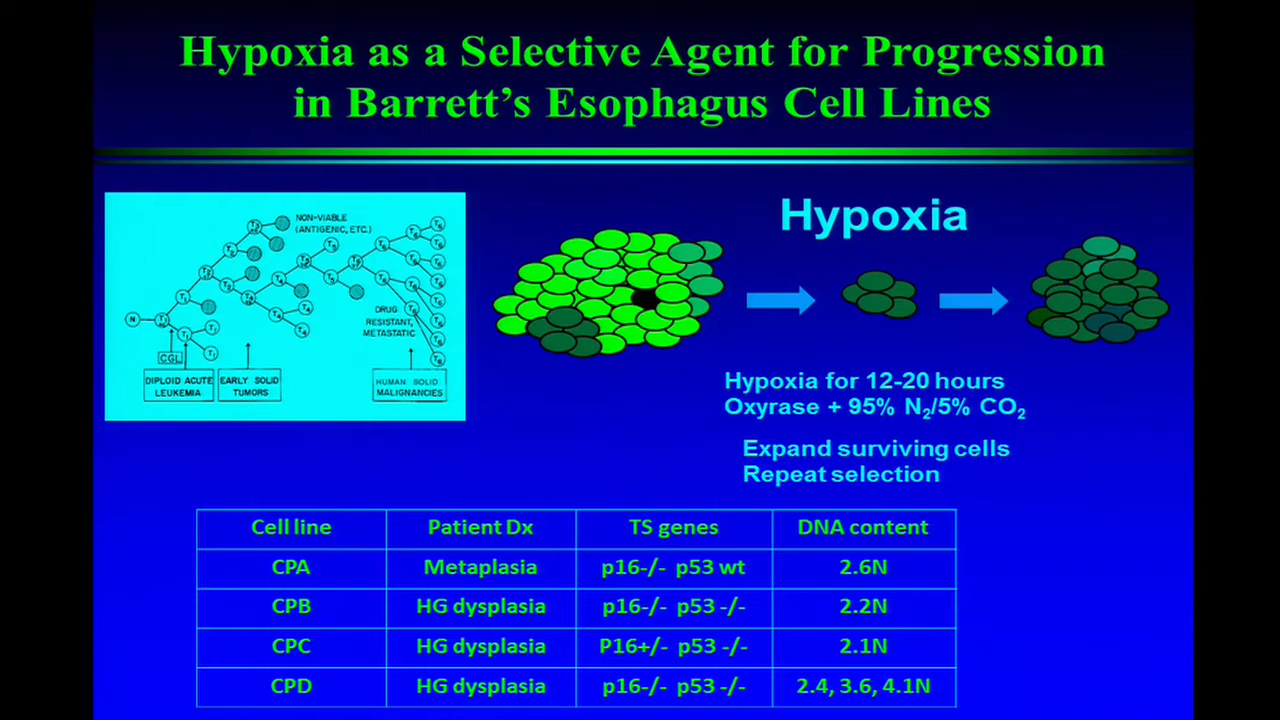 Hypoxia as a Selective Agent for Progression
in Barrett's Esophagus Cell Lines
NON-VIABLE
(ANTIGENIC, ETC.)
N
DRUG
RESISTANT,
METASTATIC
CGL
DIPLOID ACUTE
LEUKEMIA
EARLY SOLID
TUMORS
HUMAN SOLID
MALIGNANCIES
Hypoxia
Hypoxia for 12-20 hours
Oxyrase + 95% N₂/5% CO₂
Expand surviving cells
Repeat selection
Cell line Patient Dx TS genes DNA content
CPA Metaplasia p16-/- p53 wt 2.6N
CPB HG dysplasia p16-/- p53 -/- 2.2N
CPC HG dysplasia P16+/- p53 -/- 2.1N
CPD HG dysplasia p16-/- p53 -/- 2.4, 3.6, 4.1N